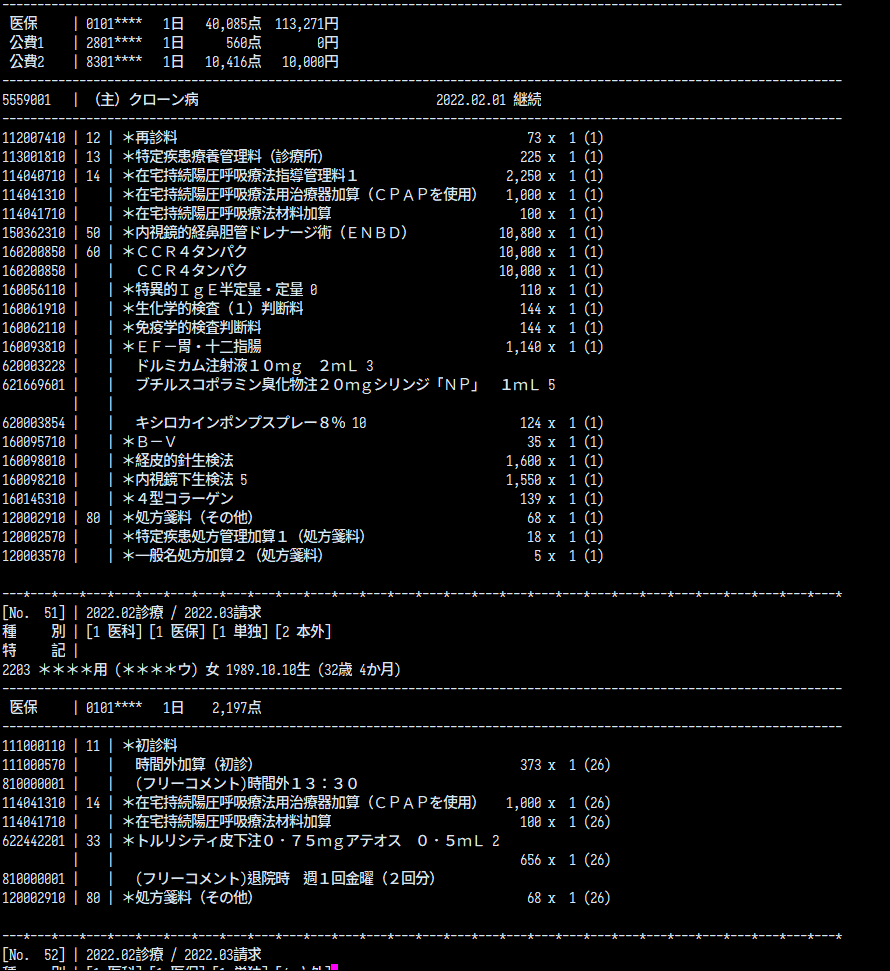 医保 | 0101**** 1日 40,085点 113,271円
公費1 | 2801**** 1日 560点 0円
公費2 | 8301**** 1日 10,416点 10,000円
5559001 | （主）クローン病 2022.02.01 継続
112007410 | 12 | ＊再診料 73 x 1 (1)
113001810 | 13 | ＊特定疾患療養管理料（診療所） 225 x 1 (1)
114040710 | 14 | ＊在宅持続陽圧呼吸療法指導管理料１ 2,250 x 1 (1)
114041310 | | ＊在宅持続陽圧呼吸療法用治療器加算（ＣＰＡＰを使用） 1,000 x 1 (1)
114041710 | | ＊在宅持続陽圧呼吸療法材料加算 100 x 1 (1)
150362310 | 50 | ＊内視鏡的経鼻胆管ドレナージ術（ＥＮＢＤ） 10,800 x 1 (1)
160200850 | 60 | ＊ＣＣＲ４タンパク 10,000 x 1 (1)
160200850 | | ＣＣＲ４タンパク 10,000 x 1 (1)
160056110 | | ＊特異的ＩｇＥ半定量・定量 0 110 x 1 (1)
160061910 | | ＊生化学的検査（１）判断料 144 x 1 (1)
160062110 | | ＊免疫学的検査判断料 144 x 1 (1)
160093810 | | ＊ＥＦ－胃・十二指腸 1,140 x 1 (1)
620003228 | | ドルミカム注射液１０ｍｇ　２ｍＬ 3
621669601 | | ブチルスコポラミン臭化物注２０ｍｇシリンジ「ＮＰ」　１ｍＬ 5
| |
620003854 | | キシロカインポンプスプレー８％ 10 124 x 1 (1)
160095710 | | ＊Ｂ－Ｖ 35 x 1 (1)
160098010 | | ＊経皮的針生検法 1,600 x 1 (1)
160098210 | | ＊内視鏡下生検法 5 1,550 x 1 (1)
160145310 | | ＊４型コラーゲン 139 x 1 (1)
120002910 | 80 | ＊処方箋料（その他） 68 x 1 (1)
120002570 | | ＊特定疾患処方管理加算１（処方箋料） 18 x 1 (1)
120003570 | | ＊一般名処方加算２（処方箋料） 5 x 1 (1)
[No. 51] | 2022.02診療 / 2022.03請求
種　別 | [1 医科] [1 医保] [1 単独] [2 本外]
特　記 |
2203 ＊＊＊＊用（＊＊＊＊ウ）女 1989.10.10生（32歳 4か月）
医保 | 0101**** 1日 2,197点
111000110 | 11 | ＊初診料
111000570 | | 時間外加算（初診） 373 x 1 (26)
810000001 | | （フリーコメント)時間外１３：３０
114041310 | 14 | ＊在宅持続陽圧呼吸療法用治療器加算（ＣＰＡＰを使用） 1,000 x 1 (26)
114041710 | | ＊在宅持続陽圧呼吸療法材料加算 100 x 1 (26)
622442201 | 33 | ＊トルリシティ皮下注０．７５ｍｇアテオス　０．５ｍＬ 2
| | 656 x 1 (26)
810000001 | | （フリーコメント)退院時　週１回金曜（２回分）
120002910 | 80 | ＊処方箋料（その他） 68 x 1 (26)
[No. 52] | 2022.02診療 / 2022.03請求